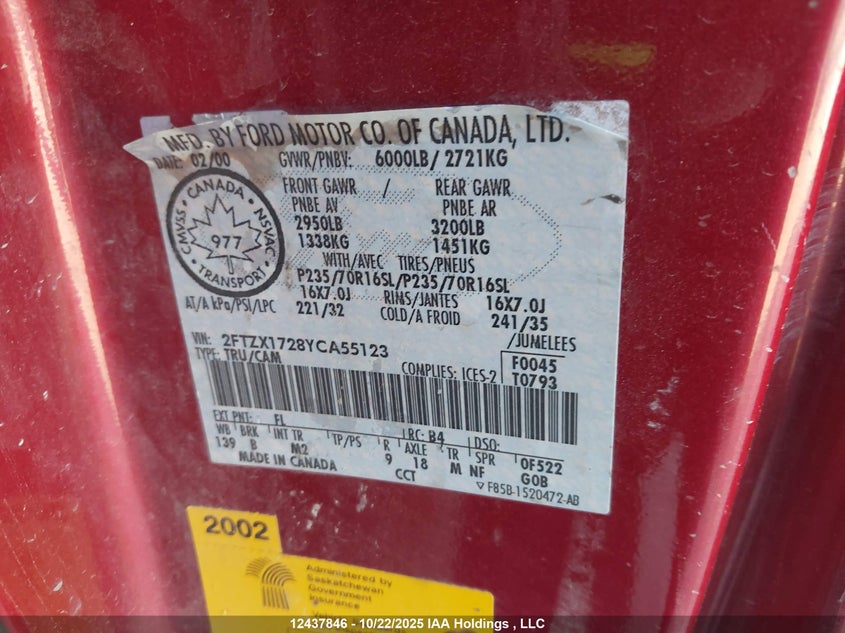 MFD. BY FORD MOTOR CO. OF CANADA, LTD.
DATE: 02/00 GVWR/PNBV: 6000LB/ 2721KG
FRONT GAWR / REAR GAWR
PNBE AV PNBE AR
2950LB 3200LB
1338KG 1451KG
WITH/AVEC TIRES/PNEUS
P235/70R16SL/P235/70R16SL
16X7.0J RIMS/JANTES 16X7.0J
AT/A kPa/PSI/LPC 221/32 COLD/A FROID 241/35
/JUMELEES
CANADA
CMVSS NSVAC
977
TRANSPORT
VIN: 2FTZX1728YCA55123
TYPE: TRU/CAM COMPLIES: ICES-2
F0045
T0793
EXT PNT: FL RC: B4 DSO:
WB BRK INT TR TP/PS R AXLE TR SPR
139 B M2 9 18 M NF 0F522
MADE IN CANADA CCT G0B
F85B-1520472-AB
2002
Administered by
Saskatchewan
Government
Insurance
12437846 - 10/22/2025 IAA Holdings , LLC